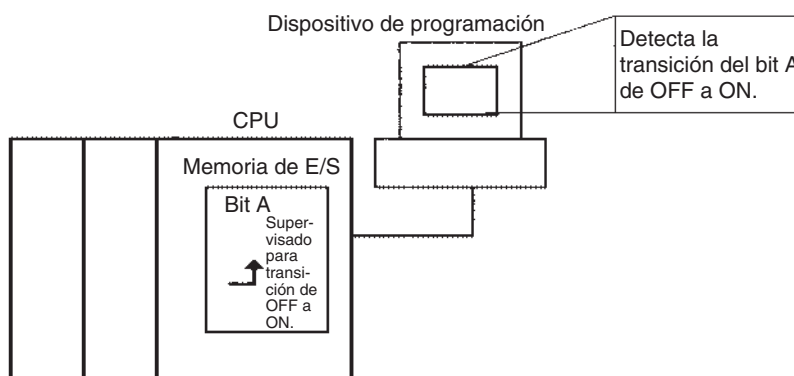 Dispositivo de programación
Detecta la
transición del bit A
de OFF a ON.
CPU
Memoria de E/S
Bit A
Super-
visado
para
transi-
ción de
OFF a
ON.